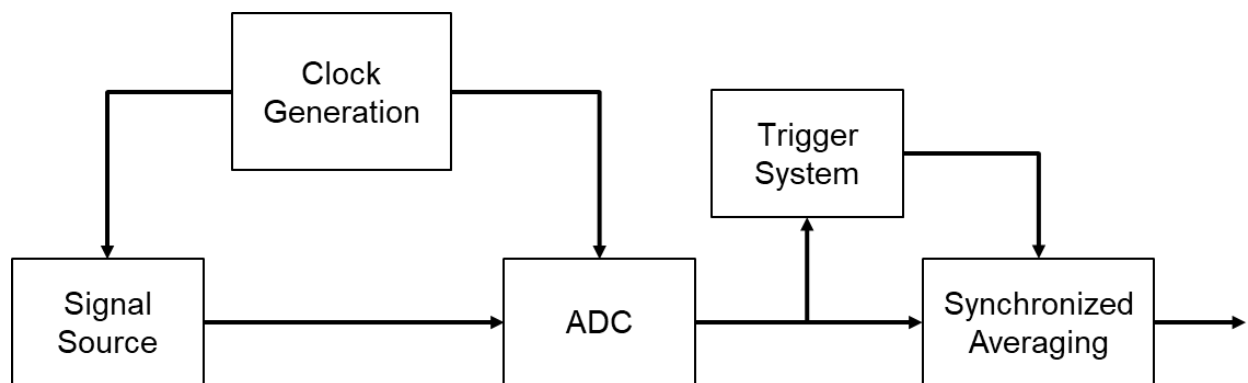 Clock
Generation
Trigger
System
Signal
Source
ADC
Synchronized
Averaging